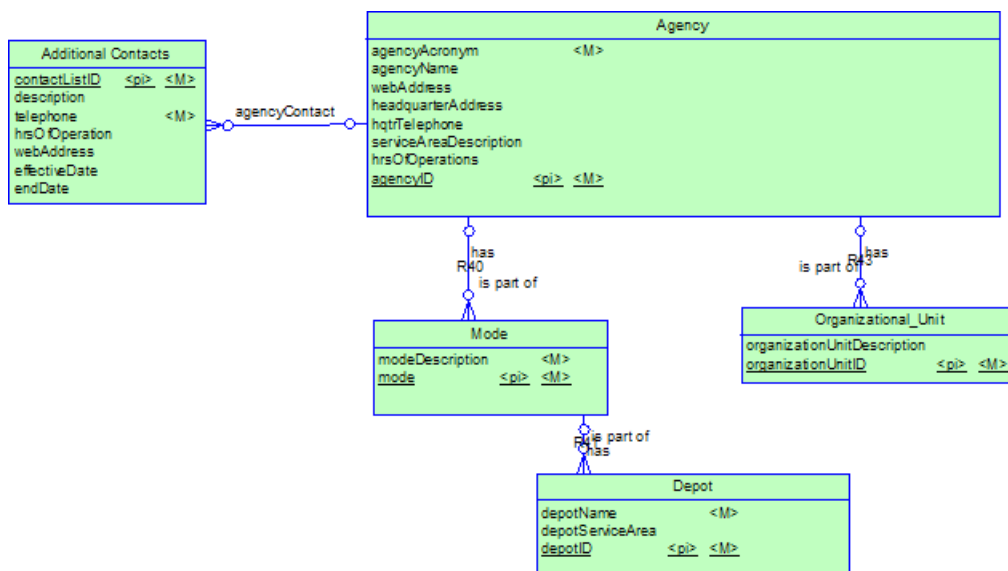 Agency
agencyAcronym <M>
agencyName
webAddress
headquarterAddress
hqtrTelephone
serviceAreaDescription
hrsOfOperations
agencyID <pi> <M>
Additional Contacts
contactListID <pi> <M>
description
telephone <M>
hrsOfOperation
webAddress
effectiveDate
endDate
agencyContact
has
R40
is part of
has
R43
is part of
Mode
modeDescription <M>
mode <pi> <M>
Organizational_Unit
organizationUnitDescription
organizationUnitID <pi> <M>
is part of
R41
has
Depot
depotName <M>
depotServiceArea
depotID <pi> <M>